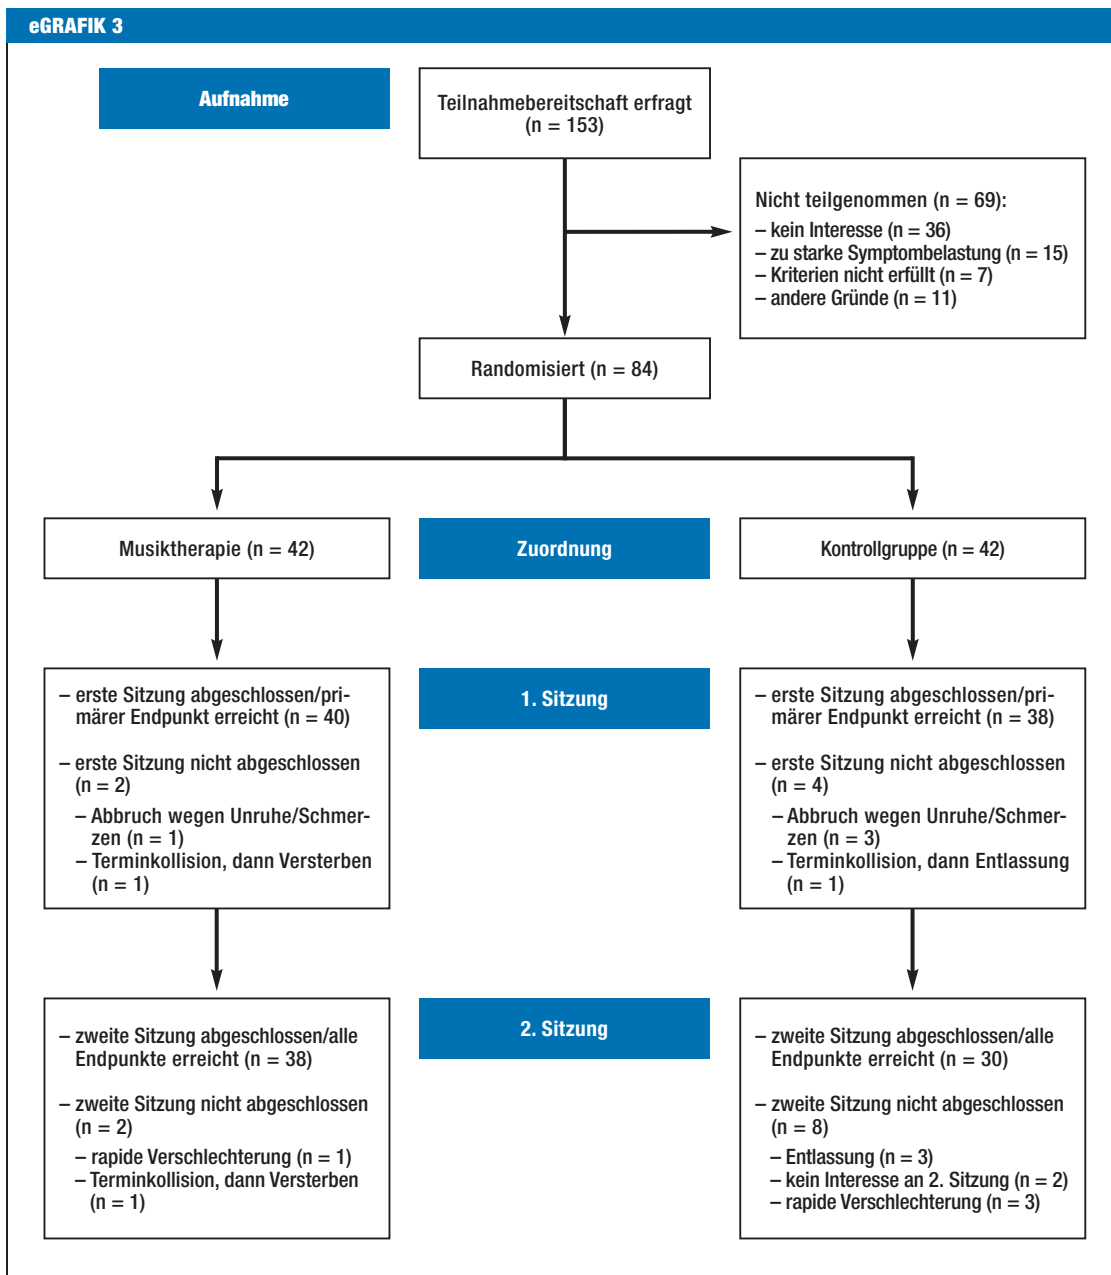 eGRAFIK 3
Aufnahme
Teilnahmebereitschaft erfragt
(n = 153)
Nicht teilgenommen (n = 69):
– kein Interesse (n = 36)
– zu starke Symptombelastung (n = 15)
– Kriterien nicht erfüllt (n = 7)
– andere Gründe (n = 11)
Randomisiert (n = 84)
Musiktherapie (n = 42)
Zuordnung
Kontrollgruppe (n = 42)
– erste Sitzung abgeschlossen/pri-
märer Endpunkt erreicht (n = 40)
– erste Sitzung nicht abgeschlossen
(n = 2)
– Abbruch wegen Unruhe/Schmer-
zen (n = 1)
– Terminkollision, dann Versterben
(n = 1)
1. Sitzung
– erste Sitzung abgeschlossen/pri-
märer Endpunkt erreicht (n = 38)
– erste Sitzung nicht abgeschlossen
(n = 4)
– Abbruch wegen Unruhe/Schmer-
zen (n = 3)
– Terminkollision, dann Entlassung
(n = 1)
– zweite Sitzung abgeschlossen/alle
Endpunkte erreicht (n = 38)
– zweite Sitzung nicht abgeschlossen
(n = 2)
– rapide Verschlechterung (n = 1)
– Terminkollision, dann Versterben
(n = 1)
2. Sitzung
– zweite Sitzung abgeschlossen/alle
Endpunkte erreicht (n = 30)
– zweite Sitzung nicht abgeschlossen
(n = 8)
– Entlassung (n = 3)
– kein Interesse an 2. Sitzung (n = 2)
– rapide Verschlechterung (n = 3)